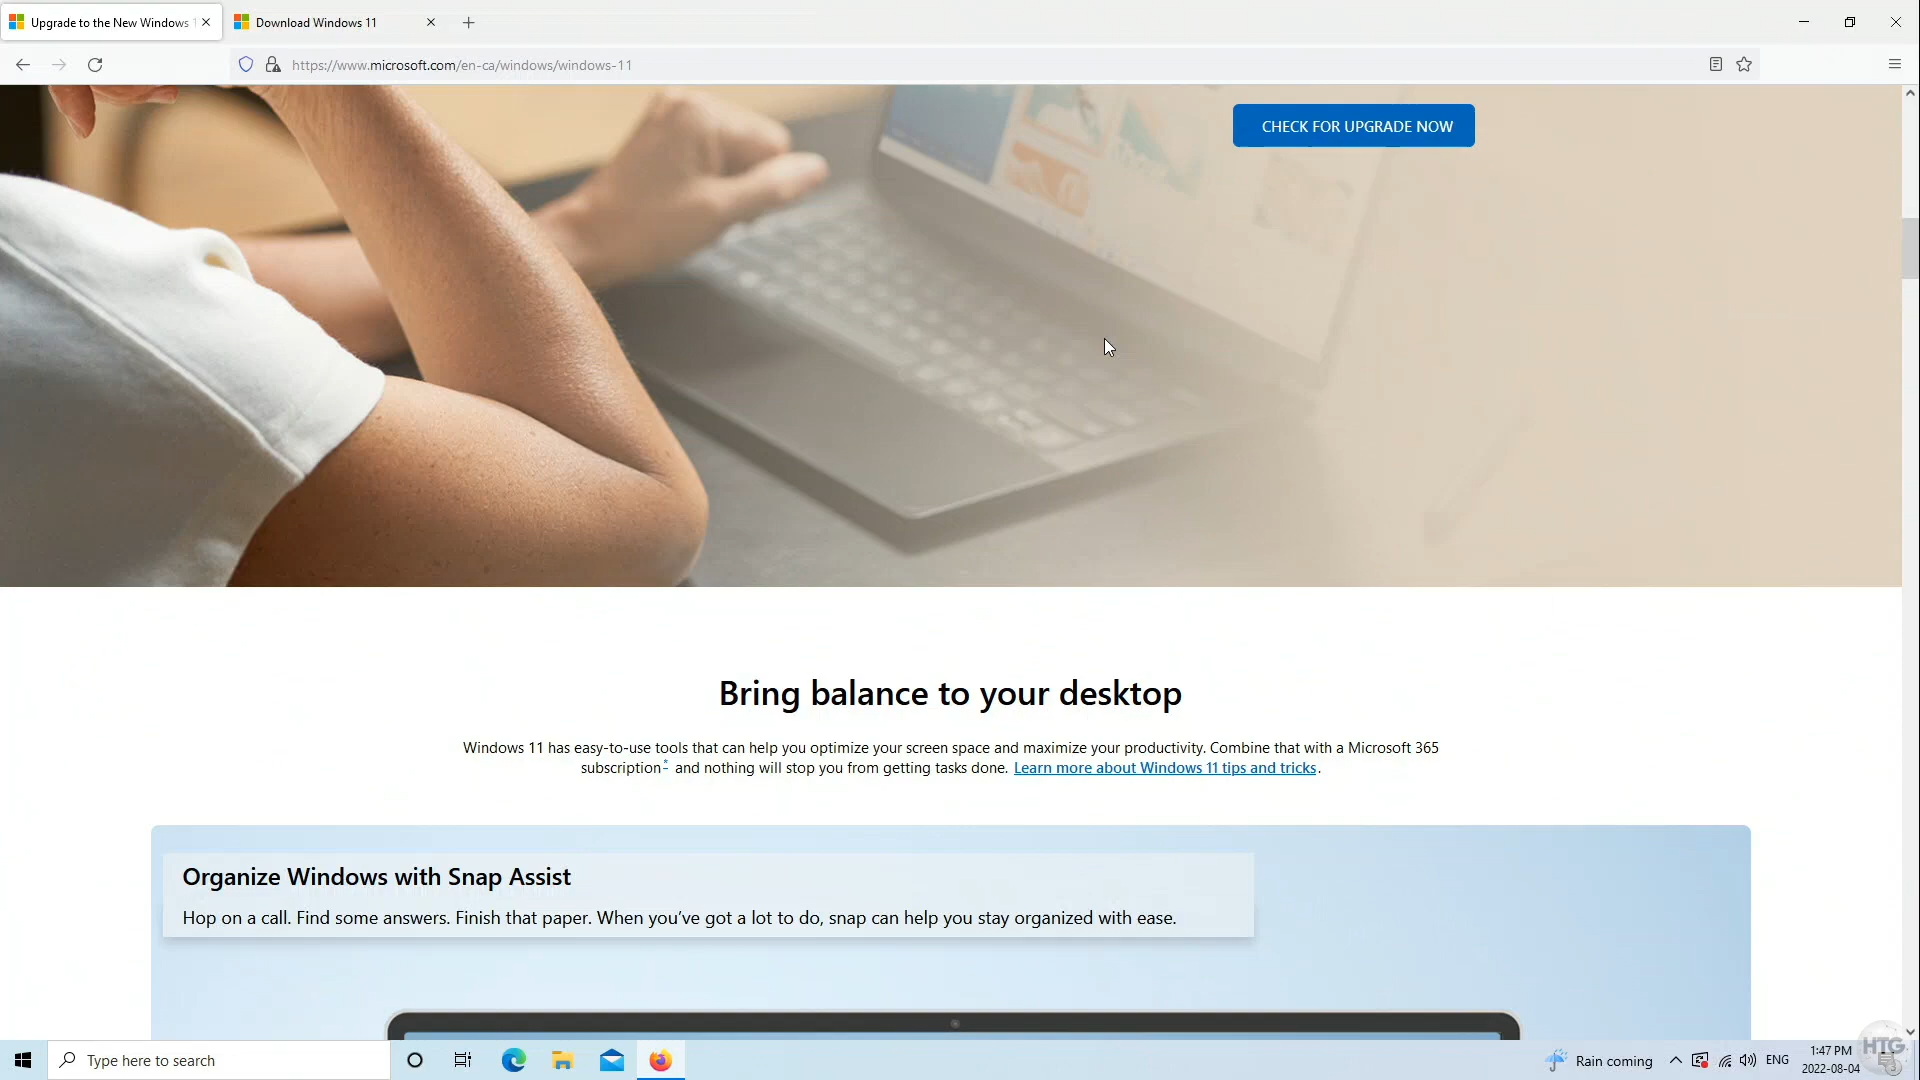 Upgrade to the New Windows 1
Download Windows 11
https://www.microsoft.com/en-ca/windows/windows-11
CHECK FOR UPGRADE NOW
Bring balance to your desktop
Windows 11 has easy-to-use tools that can help you optimize your screen space and maximize your productivity. Combine that with a Microsoft 365
subscription* and nothing will stop you from getting tasks done. Learn more about Windows 11 tips and tricks.
Organize Windows with Snap Assist
Hop on a call. Find some answers. Finish that paper. When you’ve got a lot to do, snap can help you stay organized with ease.
Type here to search
Rain coming
ENG
1:47 PM
2022-08-04
HTG
3